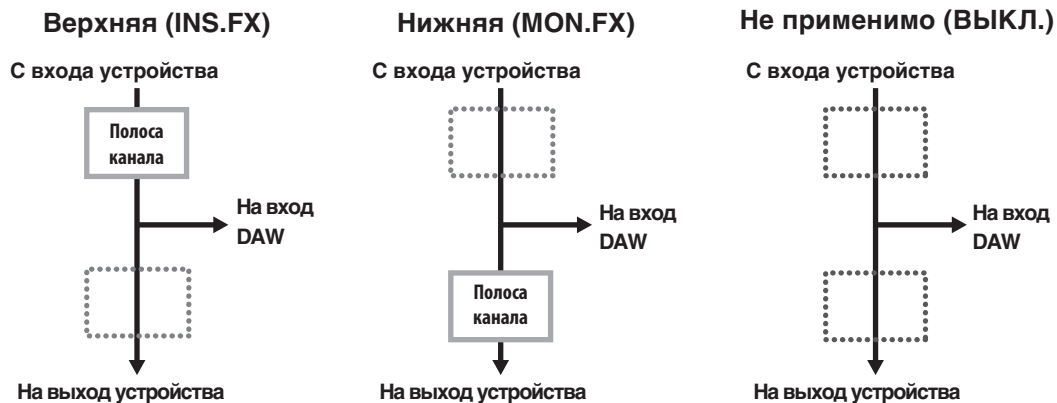 Верхняя (INS.FX)
С входа устройства
Полоса
канала
На вход
DAW
На выход устройства
Нижняя (MON.FX)
С входа устройства
На вход
DAW
Полоса
канала
На выход устройства
Не применимо (ВЫКЛ.)
С входа устройства
На вход
DAW
На выход устройства